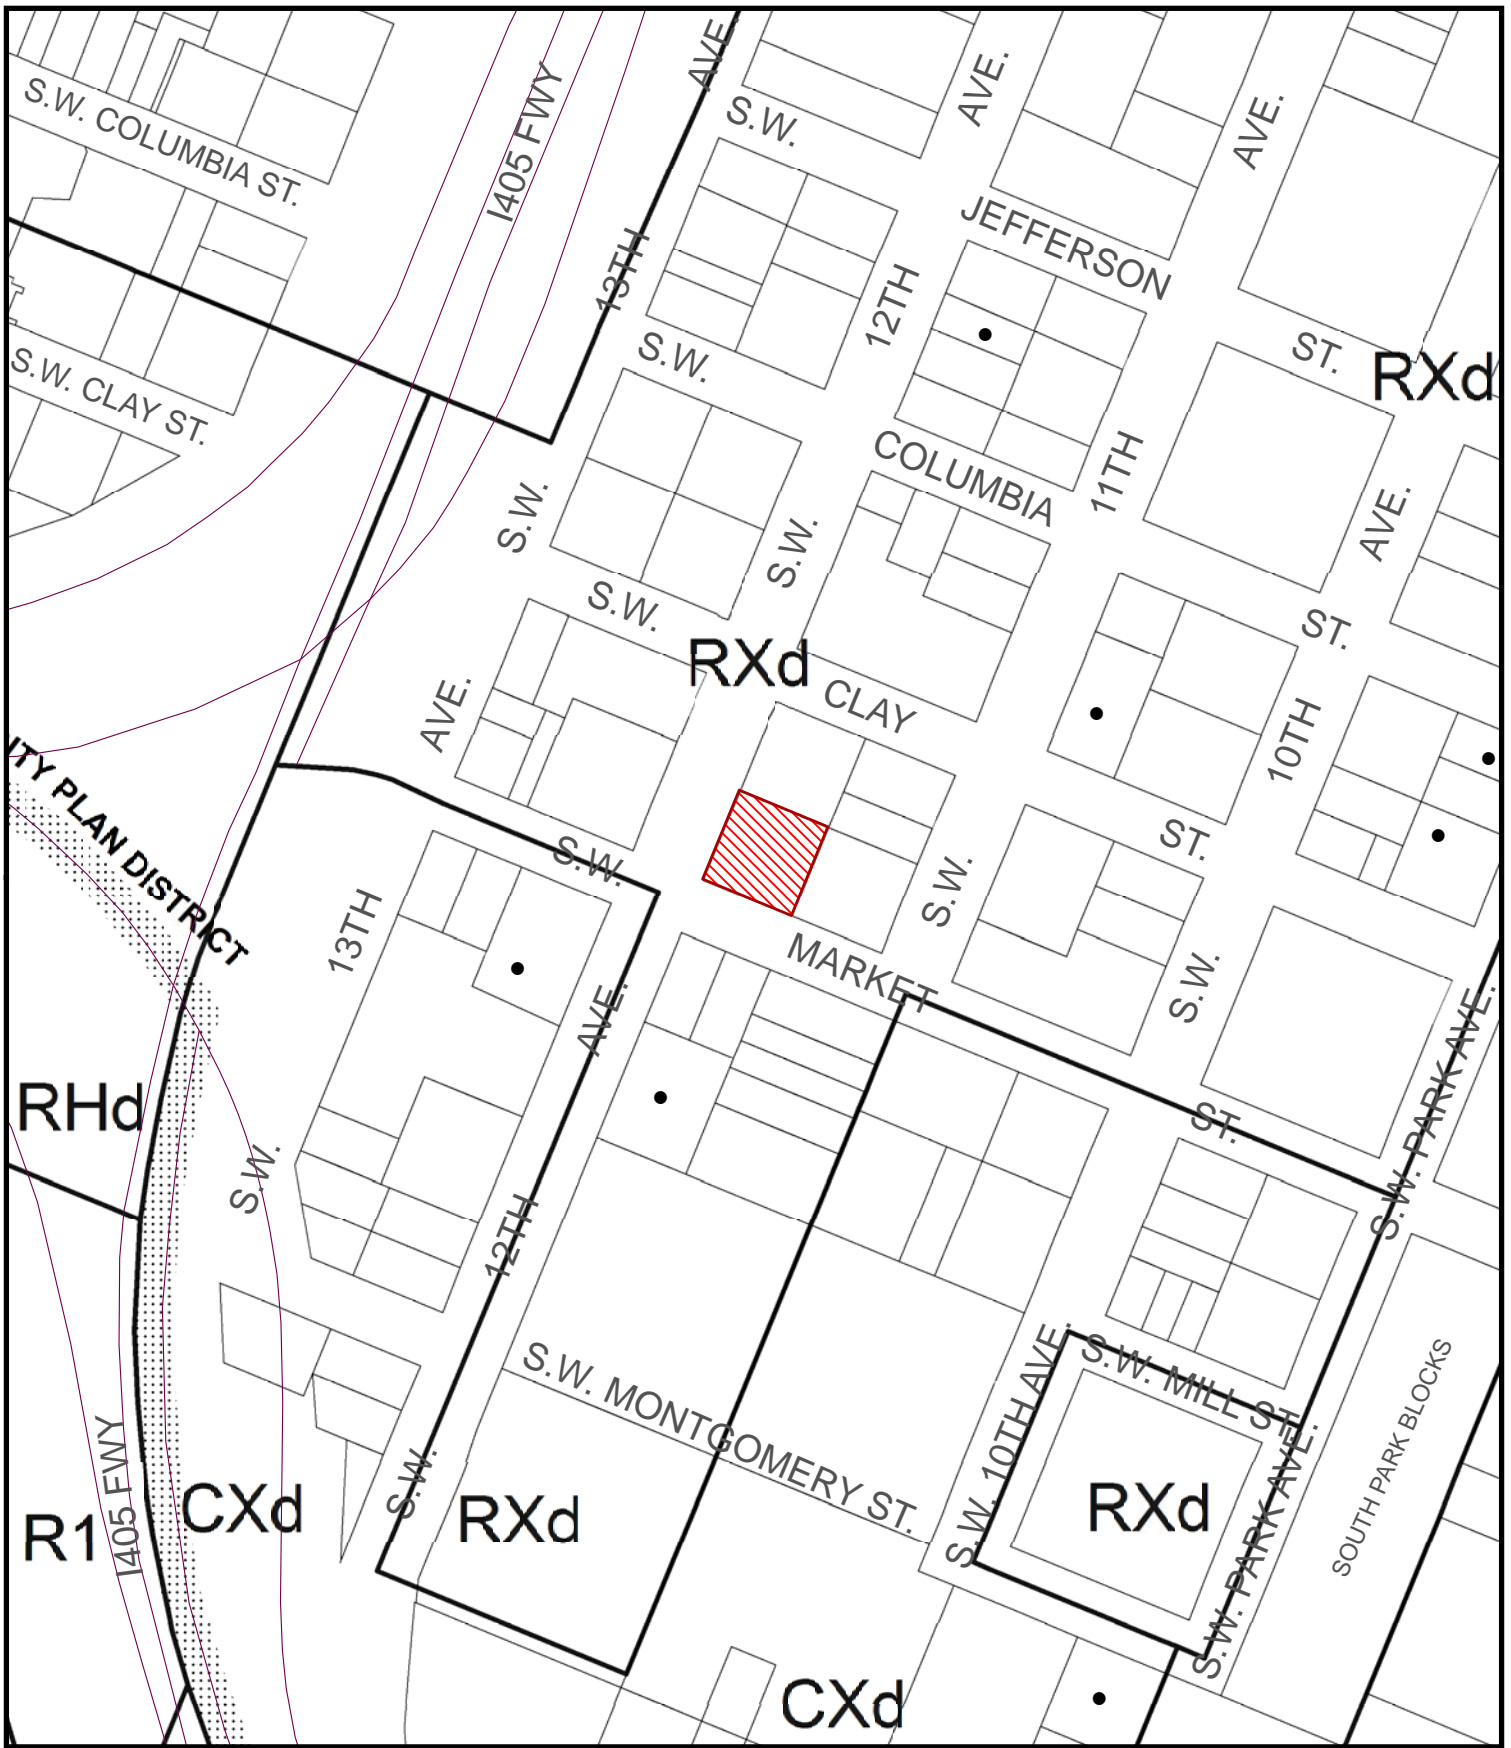 AVE.
S.W. COLUMBIA ST.
I405 FWY
S.W.
AVE.
AVE.
JEFFERSON
13TH
12TH
ST.
RXd
S.W.
S.W. CLAY ST.
COLUMBIA
11TH
AVE.
S.W.
S.W.
S.W.
ST.
RXd
CLAY
AVE.
10TH
ITY PLAN DISTRICT
S.W.
ST.
S.W.
13TH
MARKET
S.W.
AVE.
S.W. PARK AVE.
RHd
ST.
S.W.
12TH
S.W. MONTGOMERY ST.
S.W. 10TH AVE.
S.W. MILL ST.
SOUTH PARK BLOCKS
I405 FWY
S.W.
R1
CXd
RXd
RXd
S.W. PARK AVE.
CXd